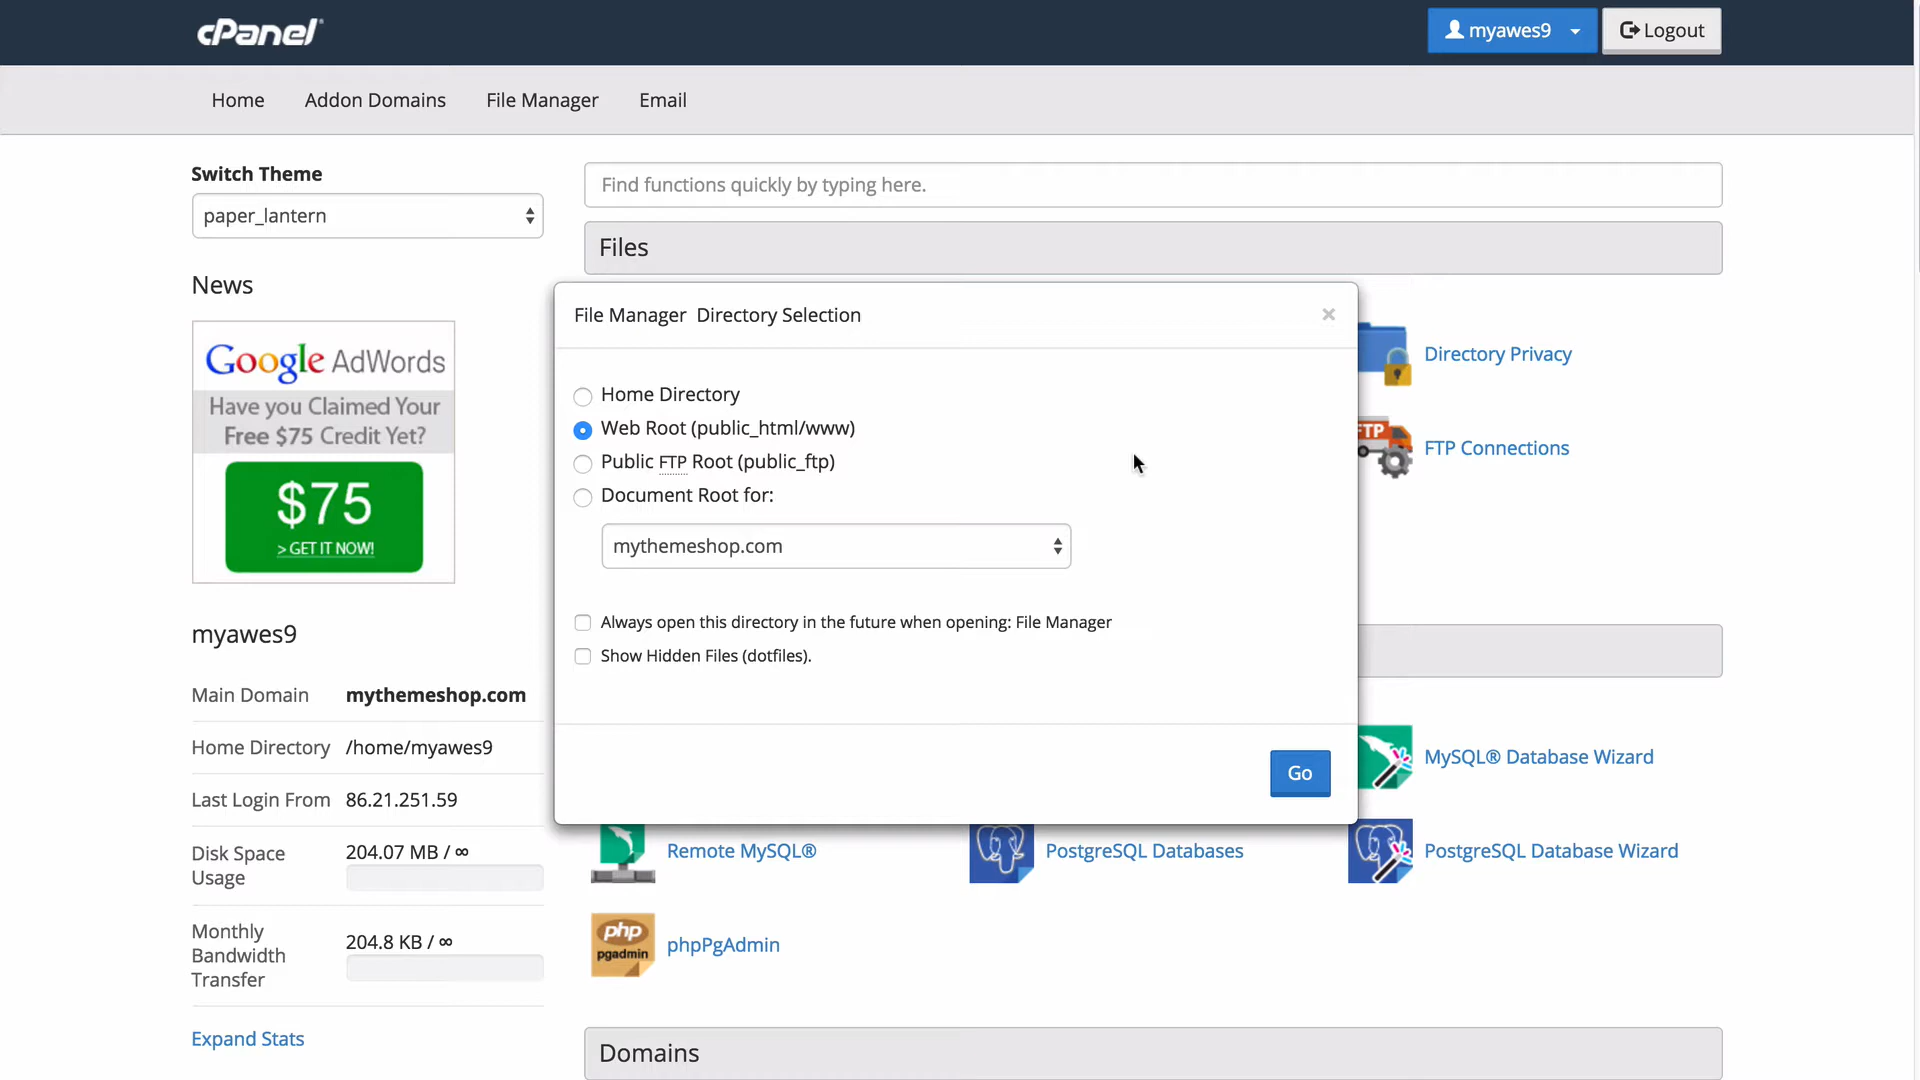 cPanel
myawes9
Logout
Home
Addon Domains
File Manager
Email
Switch Theme
paper_lantern
Find functions quickly by typing here.
Files
News
Google AdWords
Have you Claimed Your
Free $75 Credit Yet?
$75
> GET IT NOW!
File Manager Directory Selection
×
Home Directory
Web Root (public_html/www)
Public FTP Root (public_ftp)
Document Root for:
mythemeshop.com
Always open this directory in the future when opening: File Manager
Show Hidden Files (dotfiles).
Go
Directory Privacy
FTP
FTP Connections
myawes9
Main Domain mythemeshop.com
Home Directory /home/myawes9
Last Login From 86.21.251.59
Disk Space
Usage
204.07 MB / ∞
Monthly
Bandwidth
Transfer
204.8 KB / ∞
Expand Stats
MySQL® Database Wizard
Remote MySQL®
PostgreSQL Databases
PostgreSQL Database Wizard
php
pgadmin
phpPgAdmin
Domains